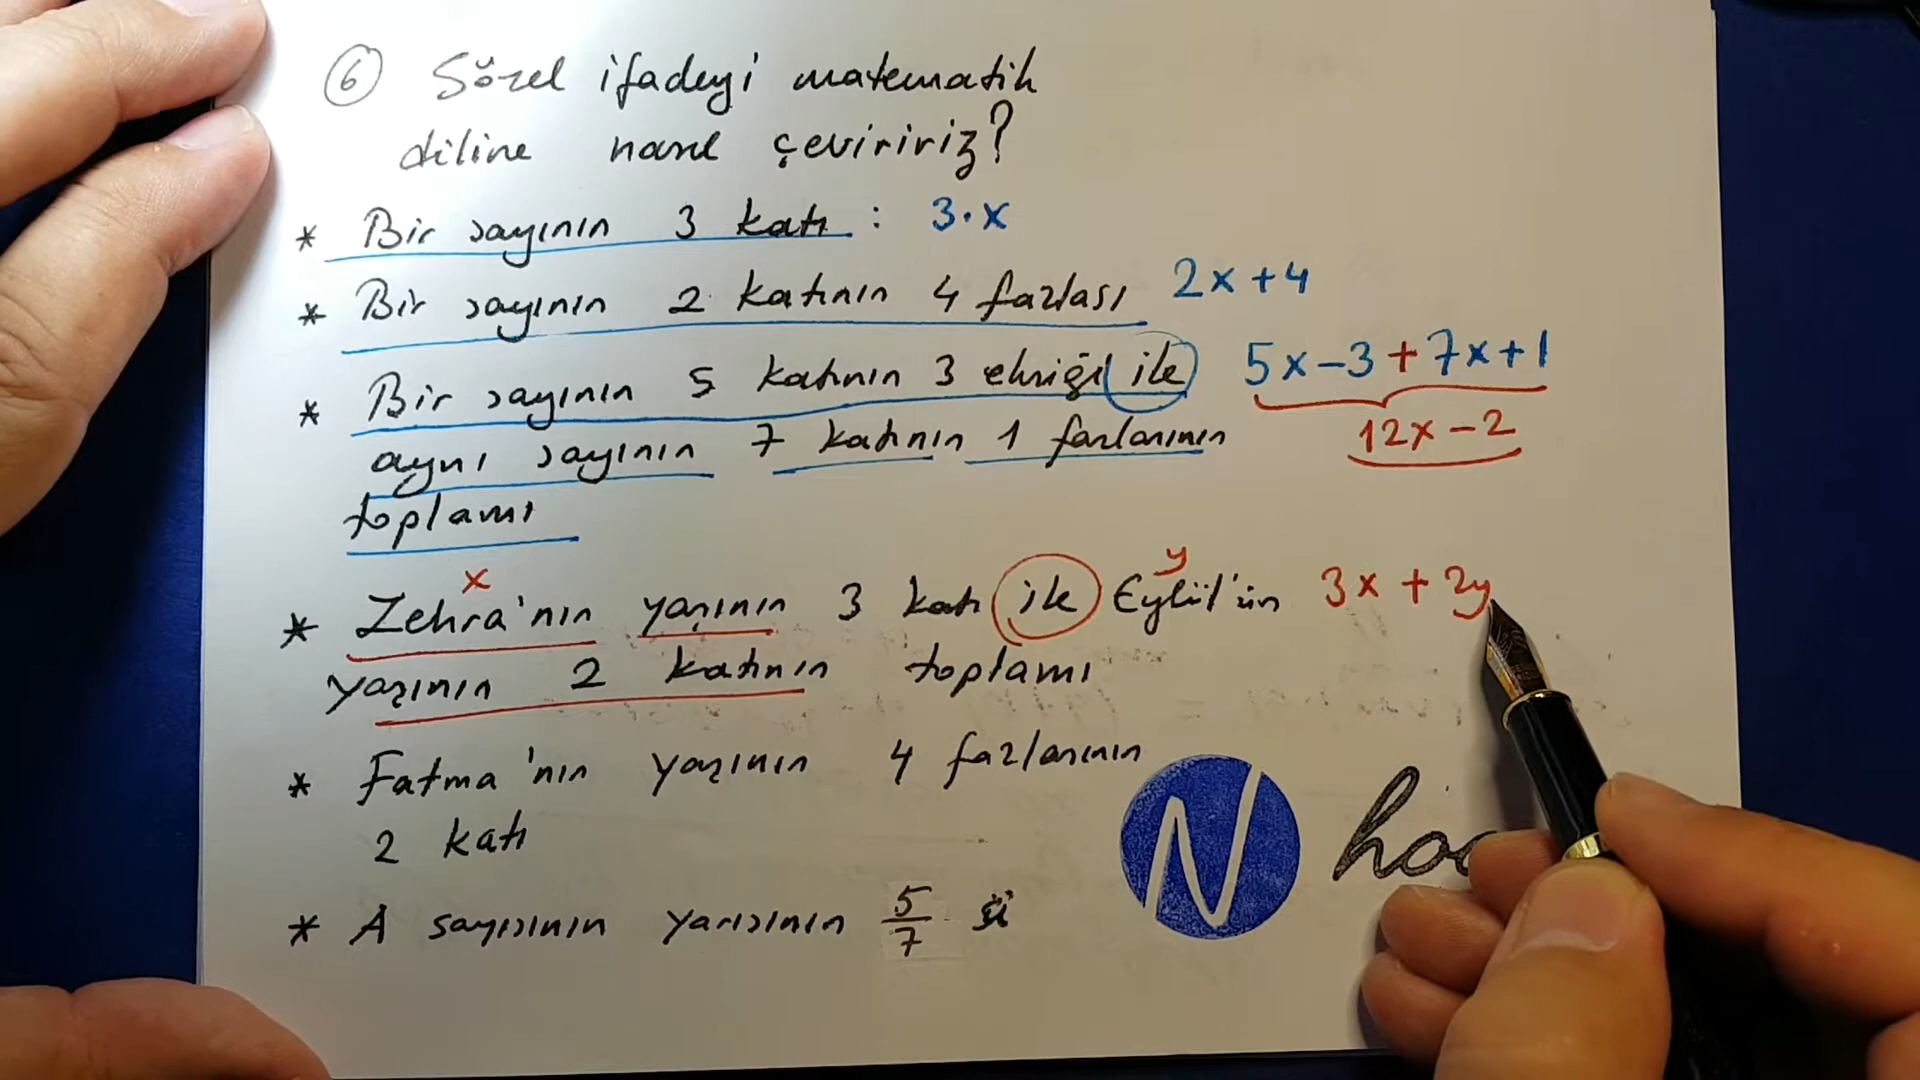 6 Sözel ifadeyi matematik
diline nasıl çeviririz?
* Bir sayının 3 katı : 3·x
* Bir sayının 2 katının 4 fazlası 2x+4
* Bir sayının 5 katının 3 eksiği ile 5x-3+7x+1
aynı sayının 7 katının 1 fazlasının 12x-2
toplamı
x y
* Zehra'nın yaşının 3 katı ile Eylül'ün 3x + 2y
yaşının 2 katının toplamı
* Fatma'nın yaşının 4 fazlasının
2 katı
N
* A sayısının yarısının 5/7 si